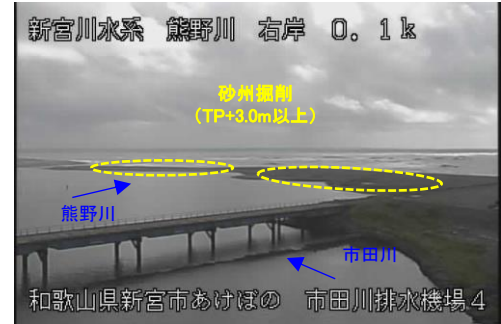 新宮川水系 熊野川 右岸 0.1k
砂州掘削
(TP+3.0m以上)
熊野川
市田川
和歌山県新宮市あけぼの 市田川排水機場4